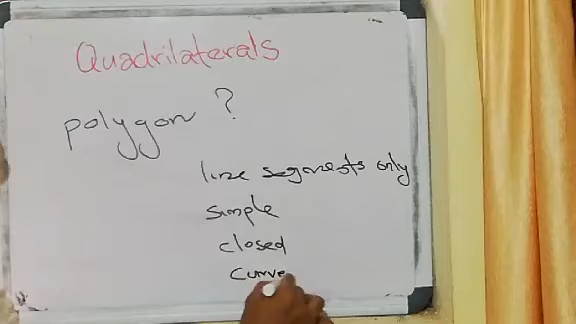 Quadrilaterals
polygon ?
line segments only
simple
closed
curve